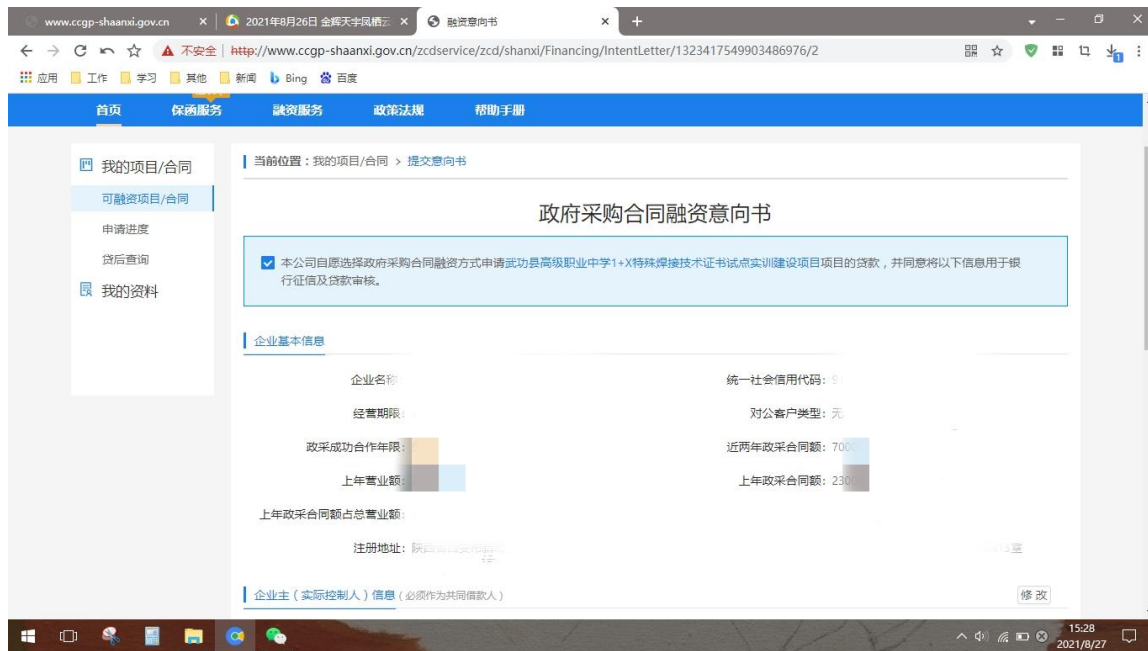 www.ccgp-shaanxi.gov.cn
2021年8月26日 金辉天宇凤栖云
融资意向书
不安全 http://www.ccgp-shaanxi.gov.cn/zcdservice/zcd/shanxi/Financing/IntentLetter/1323417549903486976/2
应用 工作 学习 其他 新闻 Bing 百度
首页 保函服务 融资服务 政策法规 帮助手册
我的项目/合同
可融资项目/合同
申请进度
贷后查询
我的资料
当前位置：我的项目/合同 > 提交意向书
政府采购合同融资意向书
本公司自愿选择政府采购合同融资方式申请武功县高级职业中学1+X特殊焊接技术证书试点实训建设项目项目的贷款，并同意将以下信息用于银
行征信及贷款审核。
企业基本信息
企业名称 统一社会信用代码：9
经营期限： 对公客户类型：无
政采成功合作年限： 近两年政采合同额：700
上年营业额： 上年政采合同额：230
上年政采合同额占总营业额：
注册地址： 室
企业主（实际控制人）信息（必须作为共同借款人） 修改
15:28
2021/8/27